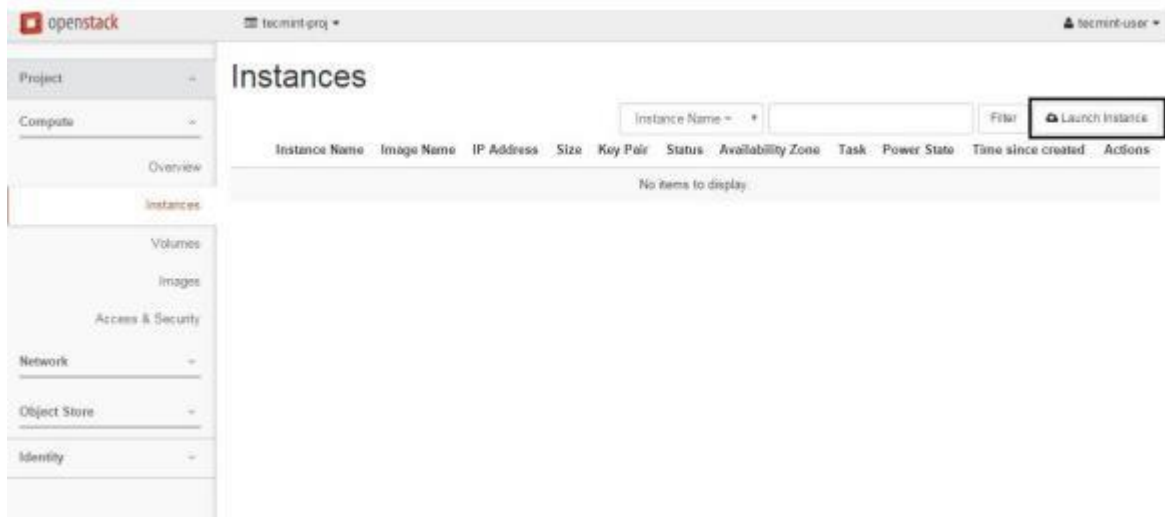 openstack
tecmint-proj
tecmint-user
Project
Compute
Overview
Instances
Volumes
Images
Access & Security
Network
Object Store
Identity
Instances
Instance Name =
Filter
Launch Instance
Instance Name Image Name IP Address Size Key Pair Status Availability Zone Task Power State Time since created Actions
No items to display.